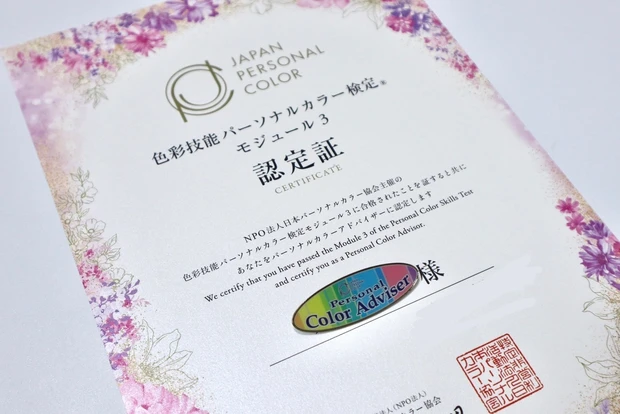 JAPAN
PERSONAL
COLOR
色彩技能パーソナルカラー検定®
モジュール3
認定証
CERTIFICATE
NPO法人日本パーソナルカラー協会主催の
色彩技能パーソナルカラー検定モジュール3に合格されたことを証すると共に
あなたをパーソナルカラーアドバイザーに認定します
We certify that you have passed the Module 3 of the Personal Color Skills Test
and certify you as a Personal Color Advisor.
Personal
Color Adviser
様